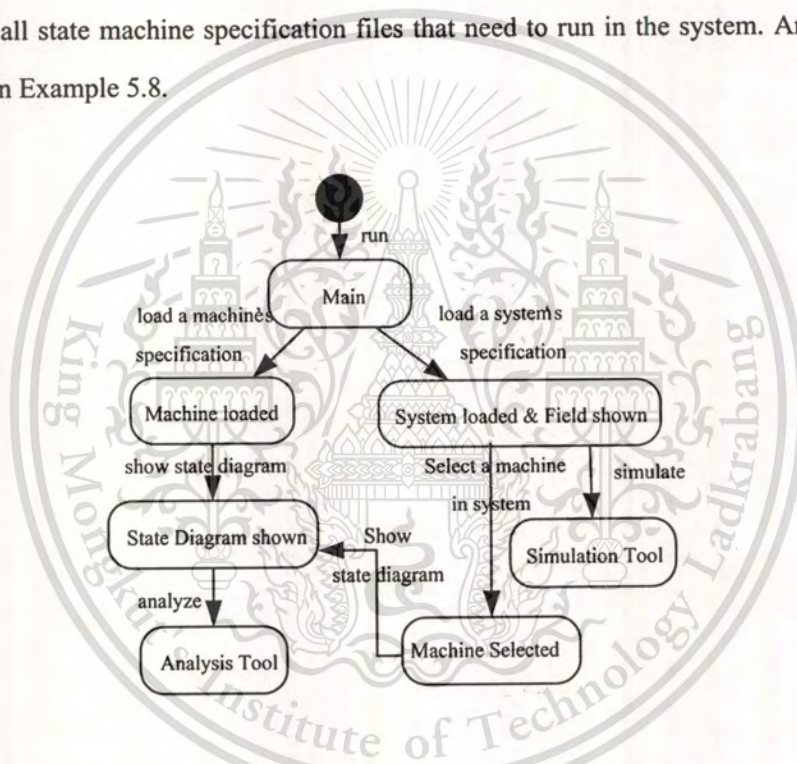 all state machine specification files that need to run in the system. An
n Example 5.8.
run
Main
load a machine's
specification
load a system's
specification
Machine loaded
System loaded & Field shown
show state diagram
Select a machine
in system
simulate
State Diagram shown
Show
state diagram
Simulation Tool
analyze
Analysis Tool
Machine Selected
King Mongkut's Institute of Technology Ladkrabang